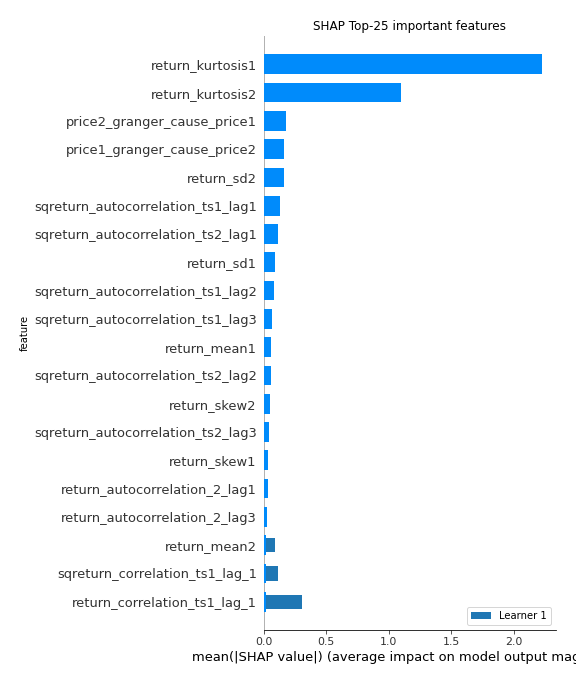 SHAP Top-25 important features
return_kurtosis1
return_kurtosis2
price2_granger_cause_price1
price1_granger_cause_price2
return_sd2
sqreturn_autocorrelation_ts1_lag1
sqreturn_autocorrelation_ts2_lag1
return_sd1
sqreturn_autocorrelation_ts1_lag2
sqreturn_autocorrelation_ts1_lag3
return_mean1
sqreturn_autocorrelation_ts2_lag2
return_skew2
sqreturn_autocorrelation_ts2_lag3
return_skew1
return_autocorrelation_2_lag1
return_autocorrelation_2_lag3
return_mean2
sqreturn_correlation_ts1_lag_1
return_correlation_ts1_lag_1
feature
Learner 1
0.0 0.5 1.0 1.5 2.0
mean(|SHAP value|) (average impact on model output mag